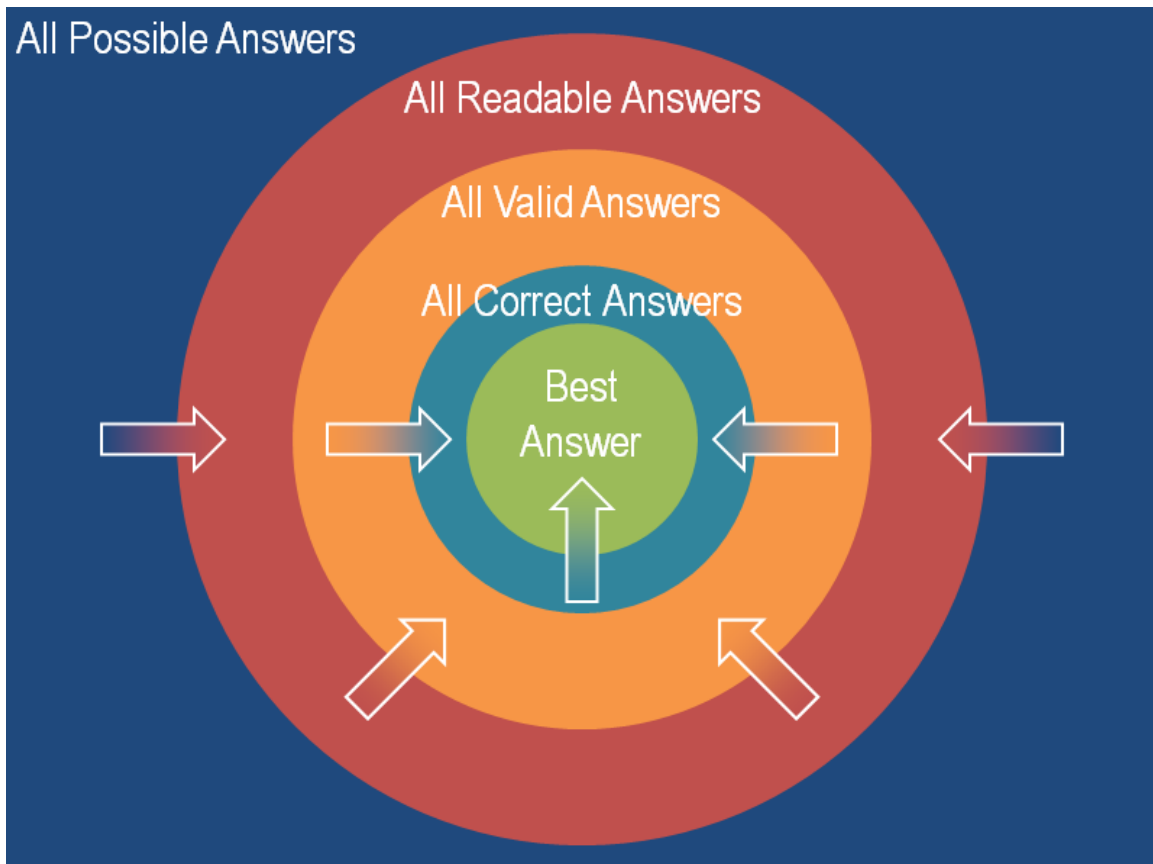 All Possible Answers
All Readable Answers
All Valid Answers
All Correct Answers
Best
Answer